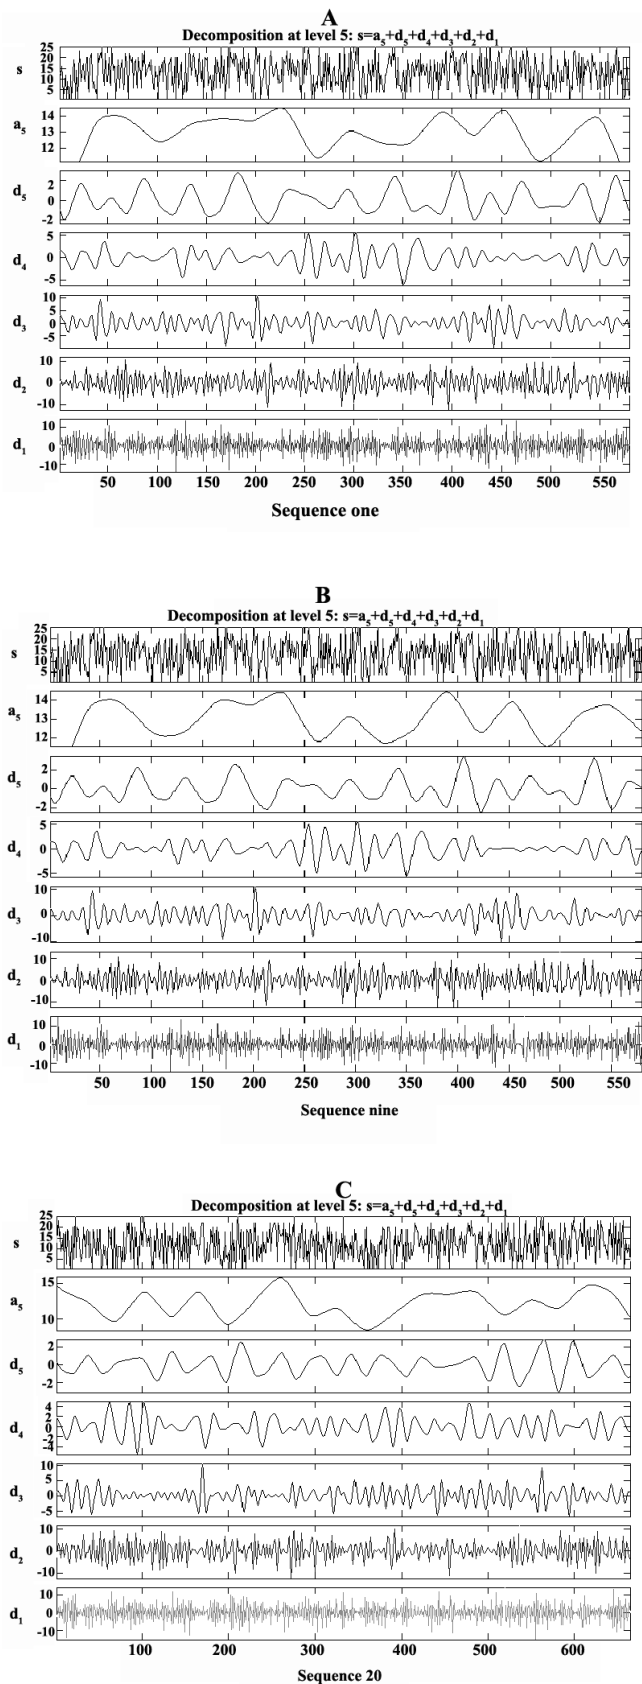 A
Decomposition at level 5: s=a5+d5+d4+d3+d2+d1
s
25
20
15
10
5
a5
14
13
12
d5
2
0
-2
d4
5
0
-5
d3
10
5
0
-5
d2
10
0
-10
d1
10
0
-10
50 100 150 200 250 300 350 400 450 500 550
Sequence one
B
Decomposition at level 5: s=a5+d5+d4+d3+d2+d1
s
25
20
15
10
5
a5
14
13
12
d5
2
0
-2
d4
5
0
-5
d3
10
0
-10
d2
10
0
-10
d1
10
0
-10
50 100 150 200 250 300 350 400 450 500 550
Sequence nine
C
Decomposition at level 5: s=a5+d5+d4+d3+d2+d1
s
25
20
15
10
5
a5
15
10
d5
2
0
-2
d4
4
2
0
-2
-4
d3
10
5
0
-5
d2
10
0
-10
d1
10
0
-10
100 200 300 400 500 600
Sequence 20